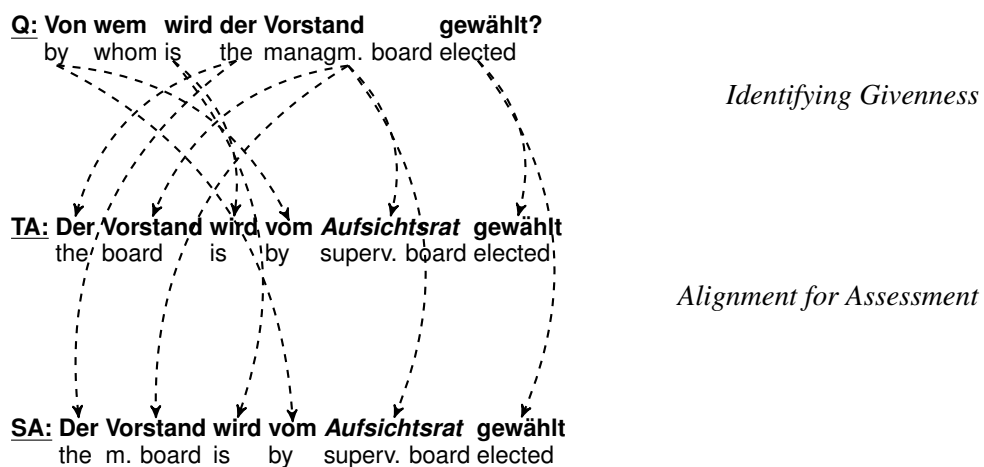 Q: Von wem wird der Vorstand gewählt?
by whom is the managm. board elected
Identifying Givenness
TA: Der Vorstand wird vom Aufsichtsrat gewählt
the board is by superv. board elected
Alignment for Assessment
SA: Der Vorstand wird vom Aufsichtsrat gewählt
the m. board is by superv. board elected